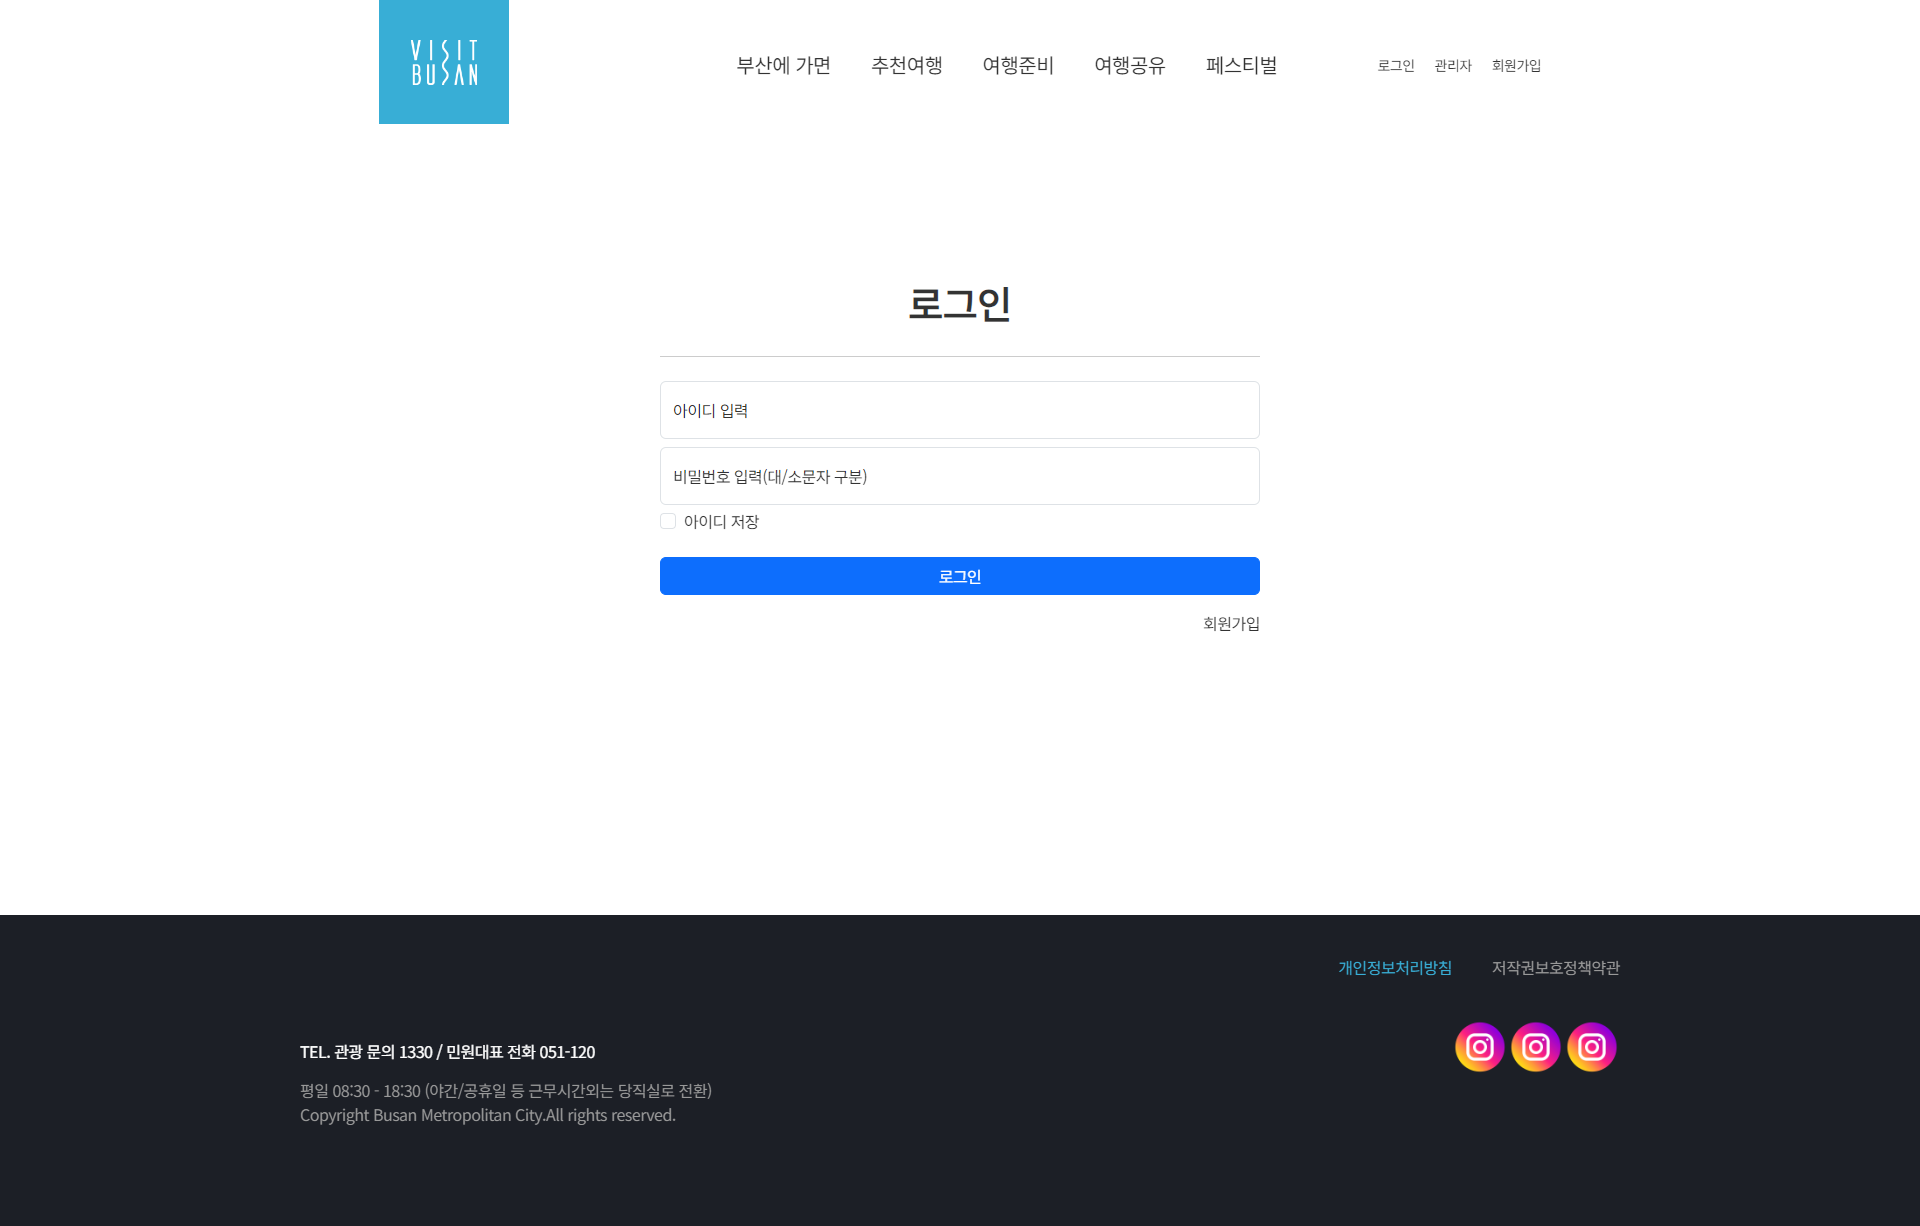 VISIT
BUSAN
부산에 가면 추천여행 여행준비 여행공유 페스티벌 로그인 관리자 회원가입
로그인
아이디 입력
비밀번호 입력(대/소문자 구분)
아이디 저장
로그인
회원가입
개인정보처리방침 저작권보호정책약관
TEL. 관광 문의 1330 / 민원대표 전화 051-120
평일 08:30 - 18:30 (야간/공휴일 등 근무시간외는 당직실로 전환)
Copyright Busan Metropolitan City.All rights reserved.